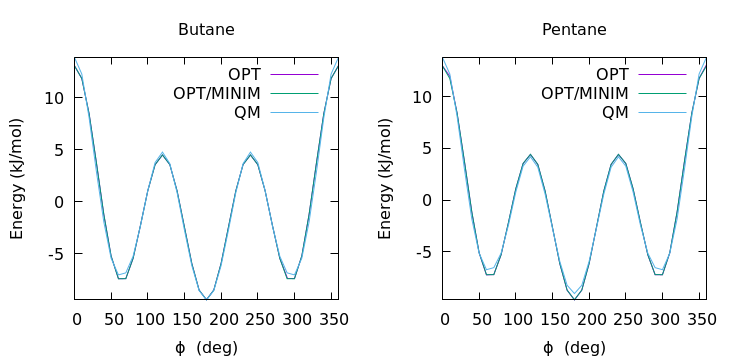 Butane
Energy (kJ/mol)
10
5
0
-5
OPT
OPT/MINIM
QM
0 50 100 150 200 250 300 350
ϕ (deg)
Pentane
Energy (kJ/mol)
10
5
0
-5
OPT
OPT/MINIM
QM
0 50 100 150 200 250 300 350
ϕ (deg)